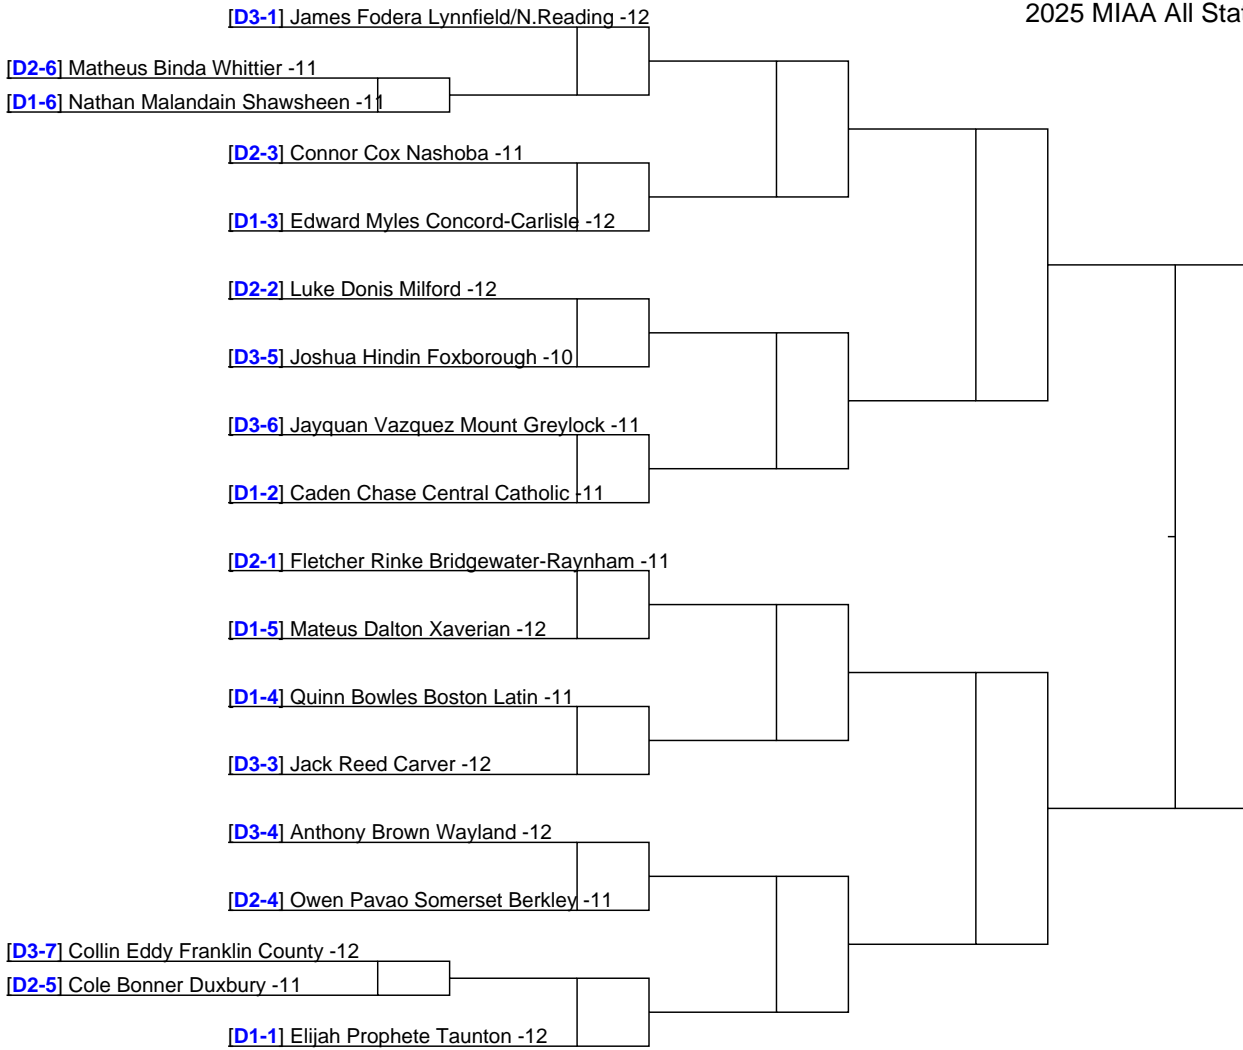 [D3-1] James Fodera Lynnfield/N.Reading -12
2025 MIAA All Stat
[D2-6] Matheus Binda Whittier -11
[D1-6] Nathan Malandain Shawsheen -11
[D2-3] Connor Cox Nashoba -11
[D1-3] Edward Myles Concord-Carlisle -12
[D2-2] Luke Donis Milford -12
[D3-5] Joshua Hindin Foxborough -10
[D3-6] Jayquan Vazquez Mount Greylock -11
[D1-2] Caden Chase Central Catholic -11
[D2-1] Fletcher Rinke Bridgewater-Raynham -11
[D1-5] Mateus Dalton Xaverian -12
[D1-4] Quinn Bowles Boston Latin -11
[D3-3] Jack Reed Carver -12
[D3-4] Anthony Brown Wayland -12
[D2-4] Owen Pavao Somerset Berkley -11
[D3-7] Collin Eddy Franklin County -12
[D2-5] Cole Bonner Duxbury -11
[D1-1] Elijah Prophete Taunton -12